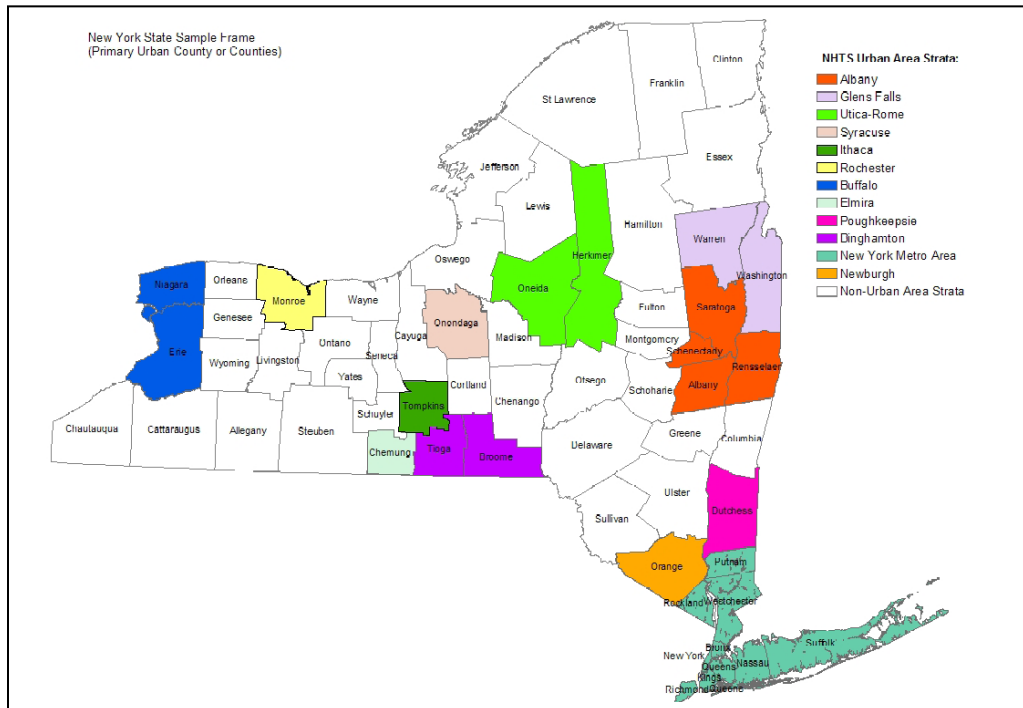 New York State Sample Frame
(Primary Urban County or Counties)
NHTS Urban Area Strata:
Albany
Glens Falls
Utica-Rome
Syracuse
Ithaca
Rochester
Buffalo
Elmira
Poughkeepsie
Dinghamton
New York Metro Area
Newburgh
Non-Urban Area Strata
Clinton
Franklin
St Lawrence
Essex
Jefferson
Lewis
Hamilton
Warren
Herkimer
Oswego
Washington
Oneida
Niagara
Orleane
Monroe
Wayne
Saratoga
Fulton
Genesee
Onondaga
Cayuga
Madison
Montgomcry
Ontano
Schenectady
Erie
Seneca
Wyoming
Livingston
Rensselaer
Yates
Otsego
Albany
Cortland
Schoharie
Tompkins
Chenango
Schuyler
Chautauqua
Cattaraugus
Allegany
Steuben
Greene
Columbia
Delaware
Chemung
Tioga
Broome
Ulster
Dutchess
Sullivan
Orange
Putnam
Rockland
Westchester
Suffolk
Bronx
New York
Nassau
Queens
Kings
Richmond
Queene